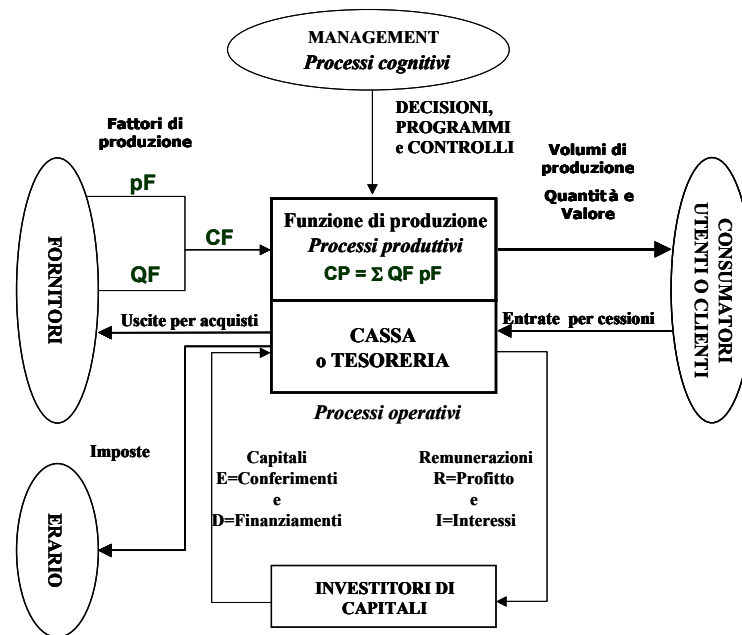 MANAGEMENT
Processi cognitivi
DECISIONI,
PROGRAMMI
e CONTROLLI
Fattori di
produzione
pF
CF
QF
FORNITORI
Funzione di produzione
Processi produttivi
CP = Σ QF pF
Volumi di
produzione
Quantità e
Valore
CONSUMATORI
UTENTI O CLIENTI
Uscite per acquisti
Entrate per cessioni
CASSA
o TESORERIA
Processi operativi
Imposte
ERARIO
Capitali
E=Conferimenti
e
D=Finanziamenti
Remunerazioni
R=Profitto
e
I=Interessi
INVESTITORI DI
CAPITALI